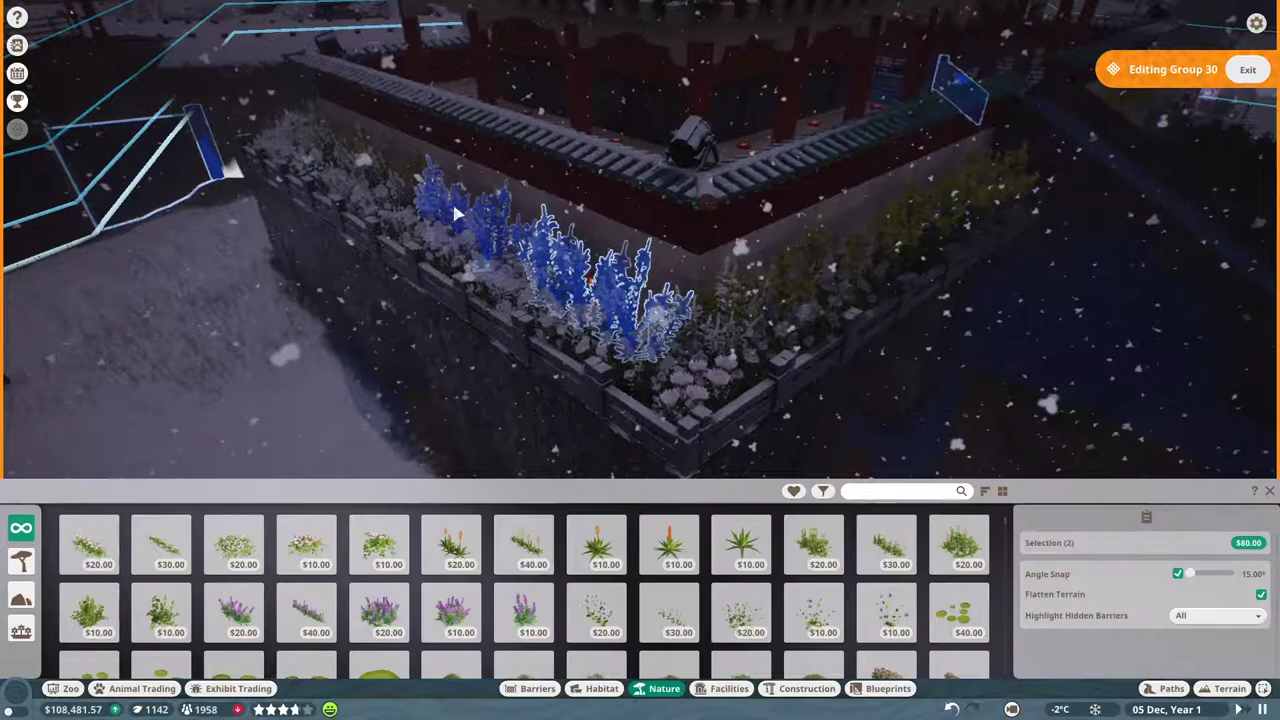 ?
Editing Group 30 Exit
? ×
Selection (2) $80.00
$20.00 $30.00 $20.00 $10.00 $10.00 $20.00 $40.00 $10.00 $10.00 $10.00 $20.00 $30.00 $20.00
Angle Snap 15.00°
Flatten Terrain
Highlight Hidden Barriers All
$10.00 $10.00 $20.00 $40.00 $20.00 $10.00 $10.00 $20.00 $30.00 $20.00 $10.00 $10.00 $40.00
Zoo Animal Trading Exhibit Trading Barriers Habitat Nature Facilities Construction Blueprints Paths Terrain
$108,481.57 1142 1958 -2°C 05 Dec, Year 1